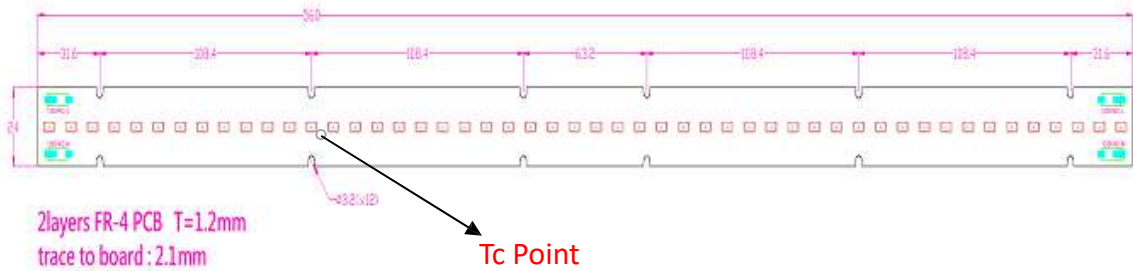 560
31.6 108.4 108.4 63.2 108.4 108.4 31.6
24
2layers FR-4 PCB T=1.2mm
trace to board : 2.1mm
Tc Point